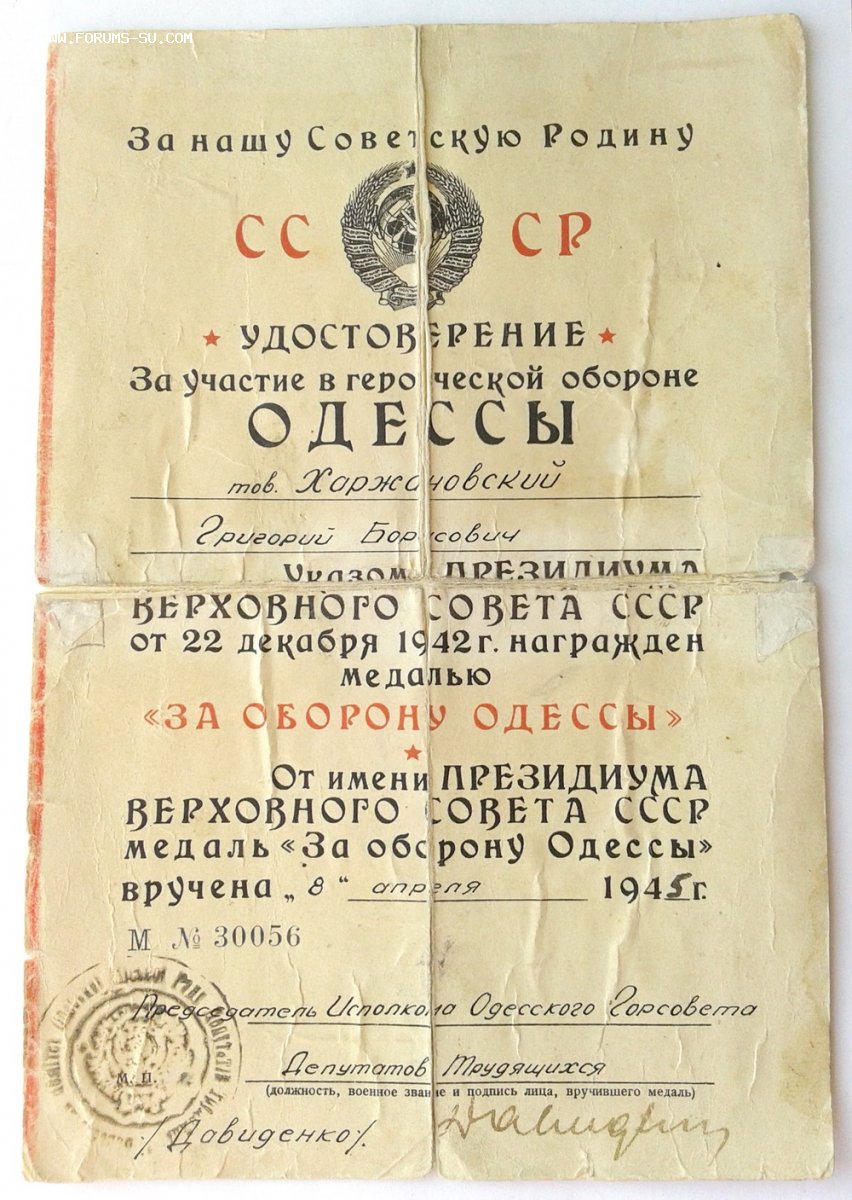 WWW.FORUMS-SU.COM
За нашу Советскую Родину
СС СР
УДОСТОВЕРЕНИЕ
За участие в героической обороне
ОДЕССЫ
тов. Харжановский
Григорий Борисович
Указом ПРЕЗИДИУМА
ВЕРХОВНОГО СОВЕТА СССР
от 22 декабря 1942 г. награжден
медалью
«ЗА ОБОРОНУ ОДЕССЫ»
От имени ПРЕЗИДИУМА
ВЕРХОВНОГО СОВЕТА СССР
медаль «За оборону Одессы»
вручена „8“ апреля 1945 г.
М № 30056
Председатель Исполкома Одесского Горсовета
М. П.
Депутатов Трудящихся
(должность, военное звание и подпись лица, вручившего медаль)
/Давиденко/.